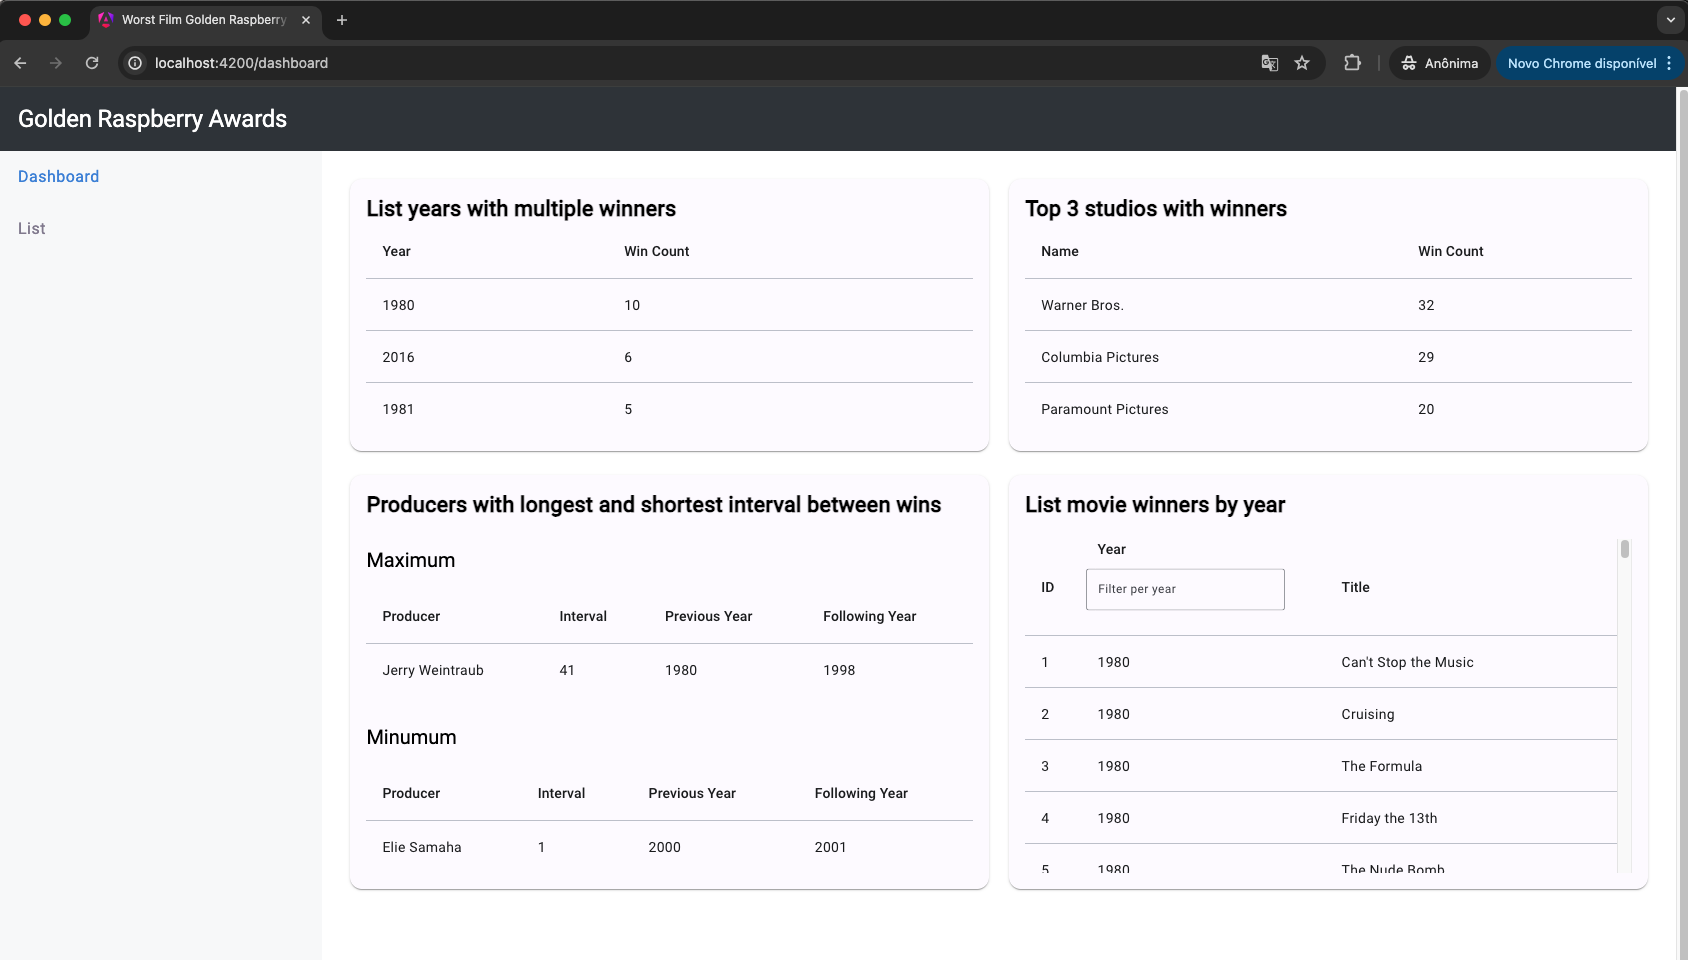 Worst Film Golden Raspberry
localhost:4200/dashboard
Anônima
Novo Chrome disponível
Golden Raspberry Awards
Dashboard
List
List years with multiple winners
Year Win Count
1980 10
2016 6
1981 5
Top 3 studios with winners
Name Win Count
Warner Bros. 32
Columbia Pictures 29
Paramount Pictures 20
Producers with longest and shortest interval between wins
Maximum
Producer Interval Previous Year Following Year
Jerry Weintraub 41 1980 1998
Minumum
Producer Interval Previous Year Following Year
Elie Samaha 1 2000 2001
List movie winners by year
ID Year Title
Filter per year
1 1980 Can't Stop the Music
2 1980 Cruising
3 1980 The Formula
4 1980 Friday the 13th
5 1980 The Nude Bomb